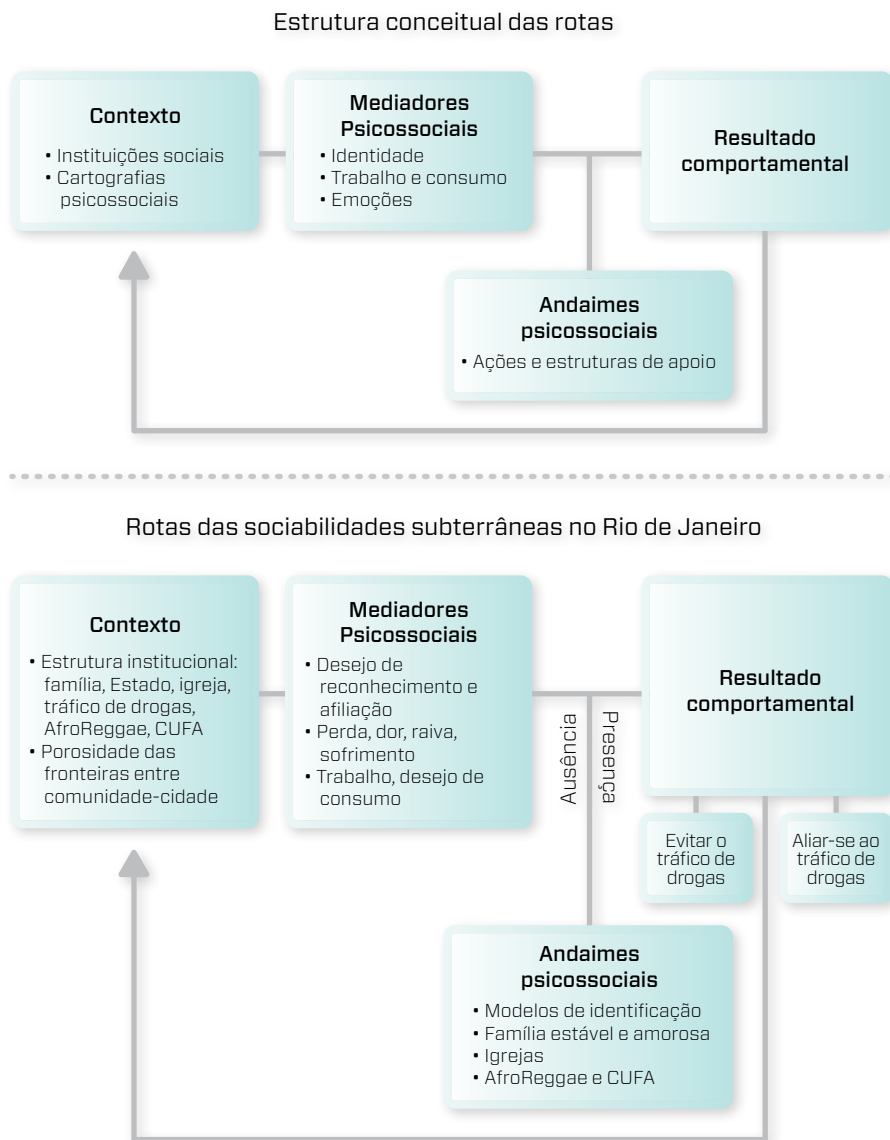 Estrutura conceitual das rotas
Contexto
• Instituições sociais
• Cartografias
psicossociais
Mediadores
Psicossociais
• Identidade
• Trabalho e consumo
• Emoções
Resultado
comportamental
Andaimes
psicossociais
• Ações e estruturas de apoio
Rotas das sociabilidades subterrâneas no Rio de Janeiro
Contexto
• Estrutura institucional:
família, Estado, igreja,
tráfico de drogas,
AfroReggae, CUFA
• Porosidade das
fronteiras entre
comunidade-cidade
Mediadores
Psicossociais
• Desejo de
reconhecimento e
afiliação
• Perda, dor, raiva,
sofrimento
• Trabalho, desejo de
consumo
Ausência
Presença
Resultado
comportamental
Evitar o
tráfico de
drogas
Aliar-se ao
tráfico de
drogas
Andaimes
psicossociais
• Modelos de identificação
• Família estável e amorosa
• Igrejas
• AfroReggae e CUFA